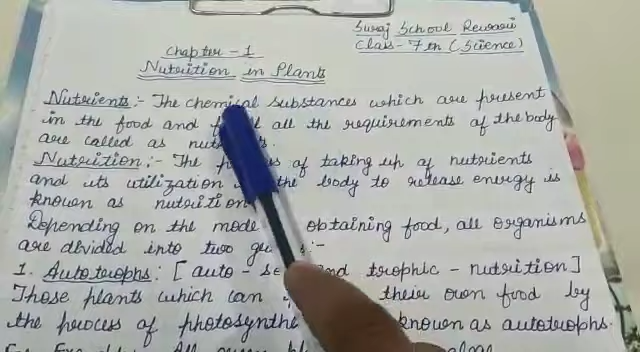 Suraj School Rewari
Class - 7th (Science)
Chapter - 1
Nutrition in Plants
Nutrients :- The chemical substances which are present
in the food and all the requirements of the body
are called as
Nutrition :- The of taking up of nutrients
and its utilization the body to release energy is
known as nutrition
Depending on the mode obtaining food, all organisms
are divided into two :-
1. Autotrophs : [ auto - and trophic - nutrition ]
Those plants which can their own food by
the process of known as autotrophs.